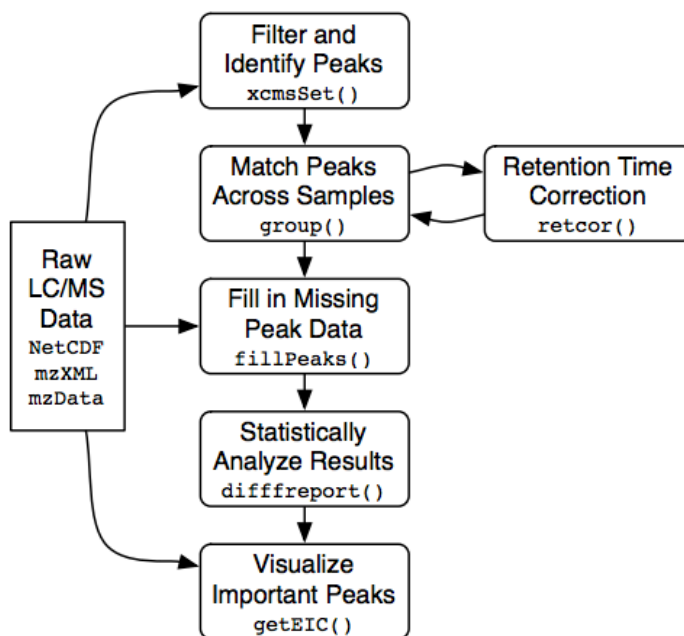 Filter and
Identify Peaks
xcmsSet()
Match Peaks
Across Samples
group()
Retention Time
Correction
retcor()
Raw
LC/MS
Data
NetCDF
mzXML
mzData
Fill in Missing
Peak Data
fillPeaks()
Statistically
Analyze Results
difffreport()
Visualize
Important Peaks
getEIC()